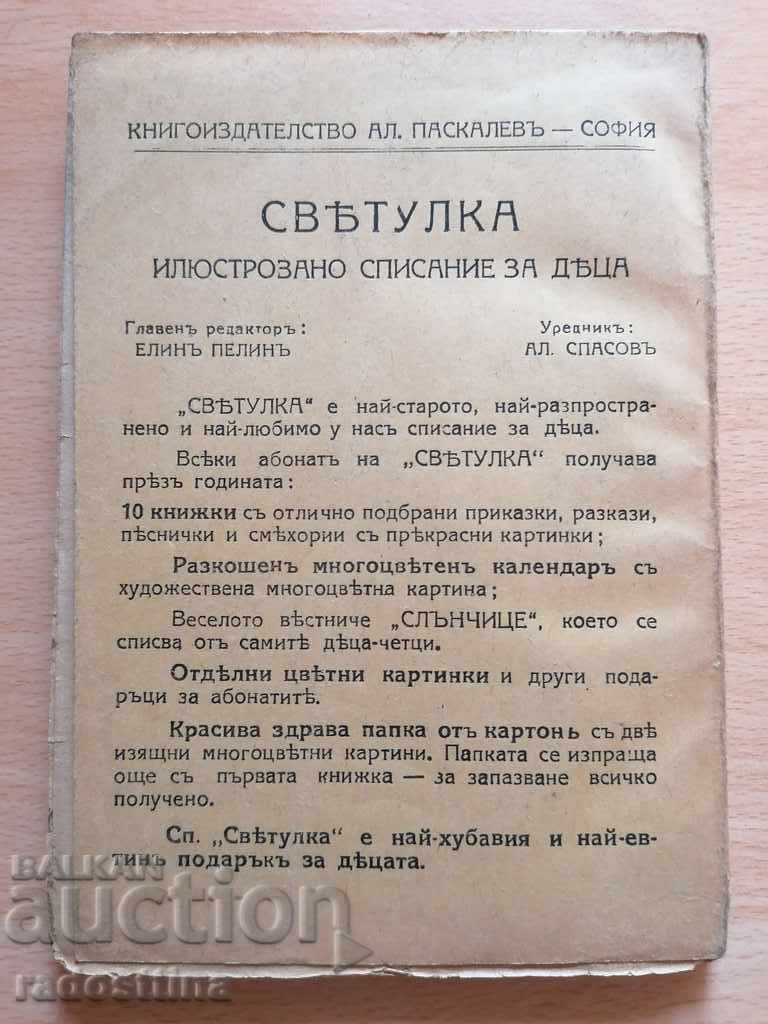 КНИГОИЗДАТЕЛСТВО АЛ. ПАСКАЛЕВЪ — СОФИЯ
СВѢТУЛКА
ИЛЮСТРОЗАНО СПИСАНИЕ ЗА ДѢЦА
Главенъ редакторъ:
Уредникъ:
ЕЛИНЪ ПЕЛИНЪ
АЛ. СПАСОВЪ
„СВѢТУЛКА“ е най-старото, най-разпростра-
нено и най-любимо у насъ списание за дѣца.
Всѣки абонатъ на „СВѢТУЛКА“ получава
прѣзъ годината:
10 книжки съ отлично подбрани приказки, разкази,
пѣснички и смѣхории съ прѣкрасни картинки;
Разкошенъ многоцвѣтенъ календаръ съ
художествена многоцвѣтна картина;
Веселото вѣстниче „СЛЪНЧИЦЕ“, което се
списва отъ самитѣ дѣца-четци.
Отдѣлни цвѣтни картинки и други пода-
ръци за абонатитѣ.
Красива здрава папка отъ картонь съ двѣ
изящни многоцвѣтни картини. Папката се изпраща
още съ първата книжка — за запазване всичко
получено.
Сп. „Свѣтулка“ е най-хубавия и най-ев-
тинъ подаръкъ за дѣцата.
BALKAN
auction
radosttina